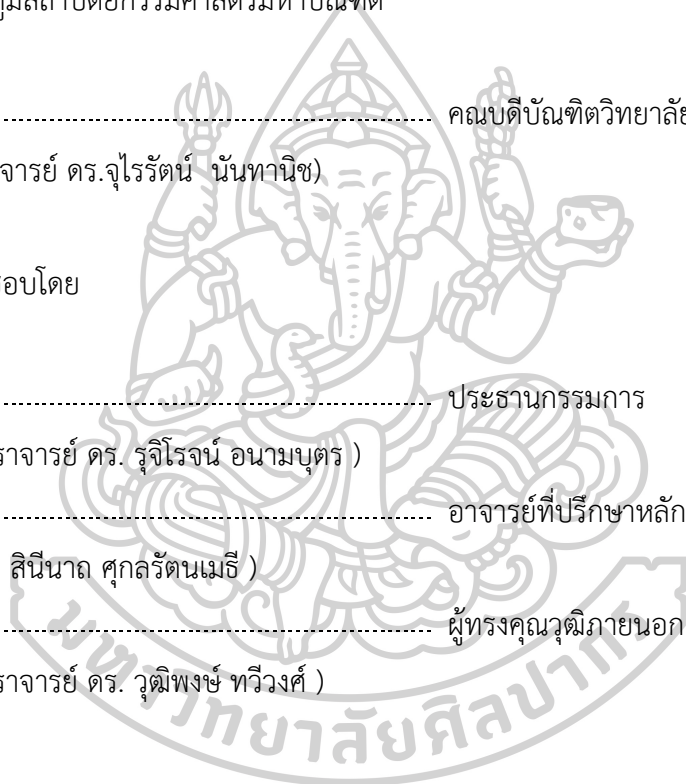 คณบดีบัณฑิตวิทยาลัย
จารย์ ดร.จุไรรัตน์ นันทานิช)
อบโดย
ประธานกรรมการ
ราจารย์ ดร. รุจิโรจน์ อนามบุตร )
อาจารย์ที่ปรึกษาหลัก
สินีนาถ ศุกลรัตนเมธี )
ผู้ทรงคุณวุฒิภายนอก
ราจารย์ ดร. วุฒิพงษ์ ทวีวงศ์ )
มหาวิทยาลัยศิลปากร